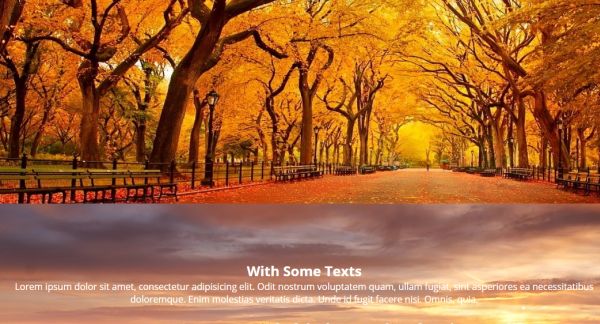 With Some Texts
Lorem ipsum dolor sit amet, consectetur adipisicing elit. Odit nostrum voluptatem quam, ullam fugiat, sint asperiores ea necessitatibus
doloremque. Enim molestias veritatis dicta. Unde id fugit facere nisi. Omnis, quia.